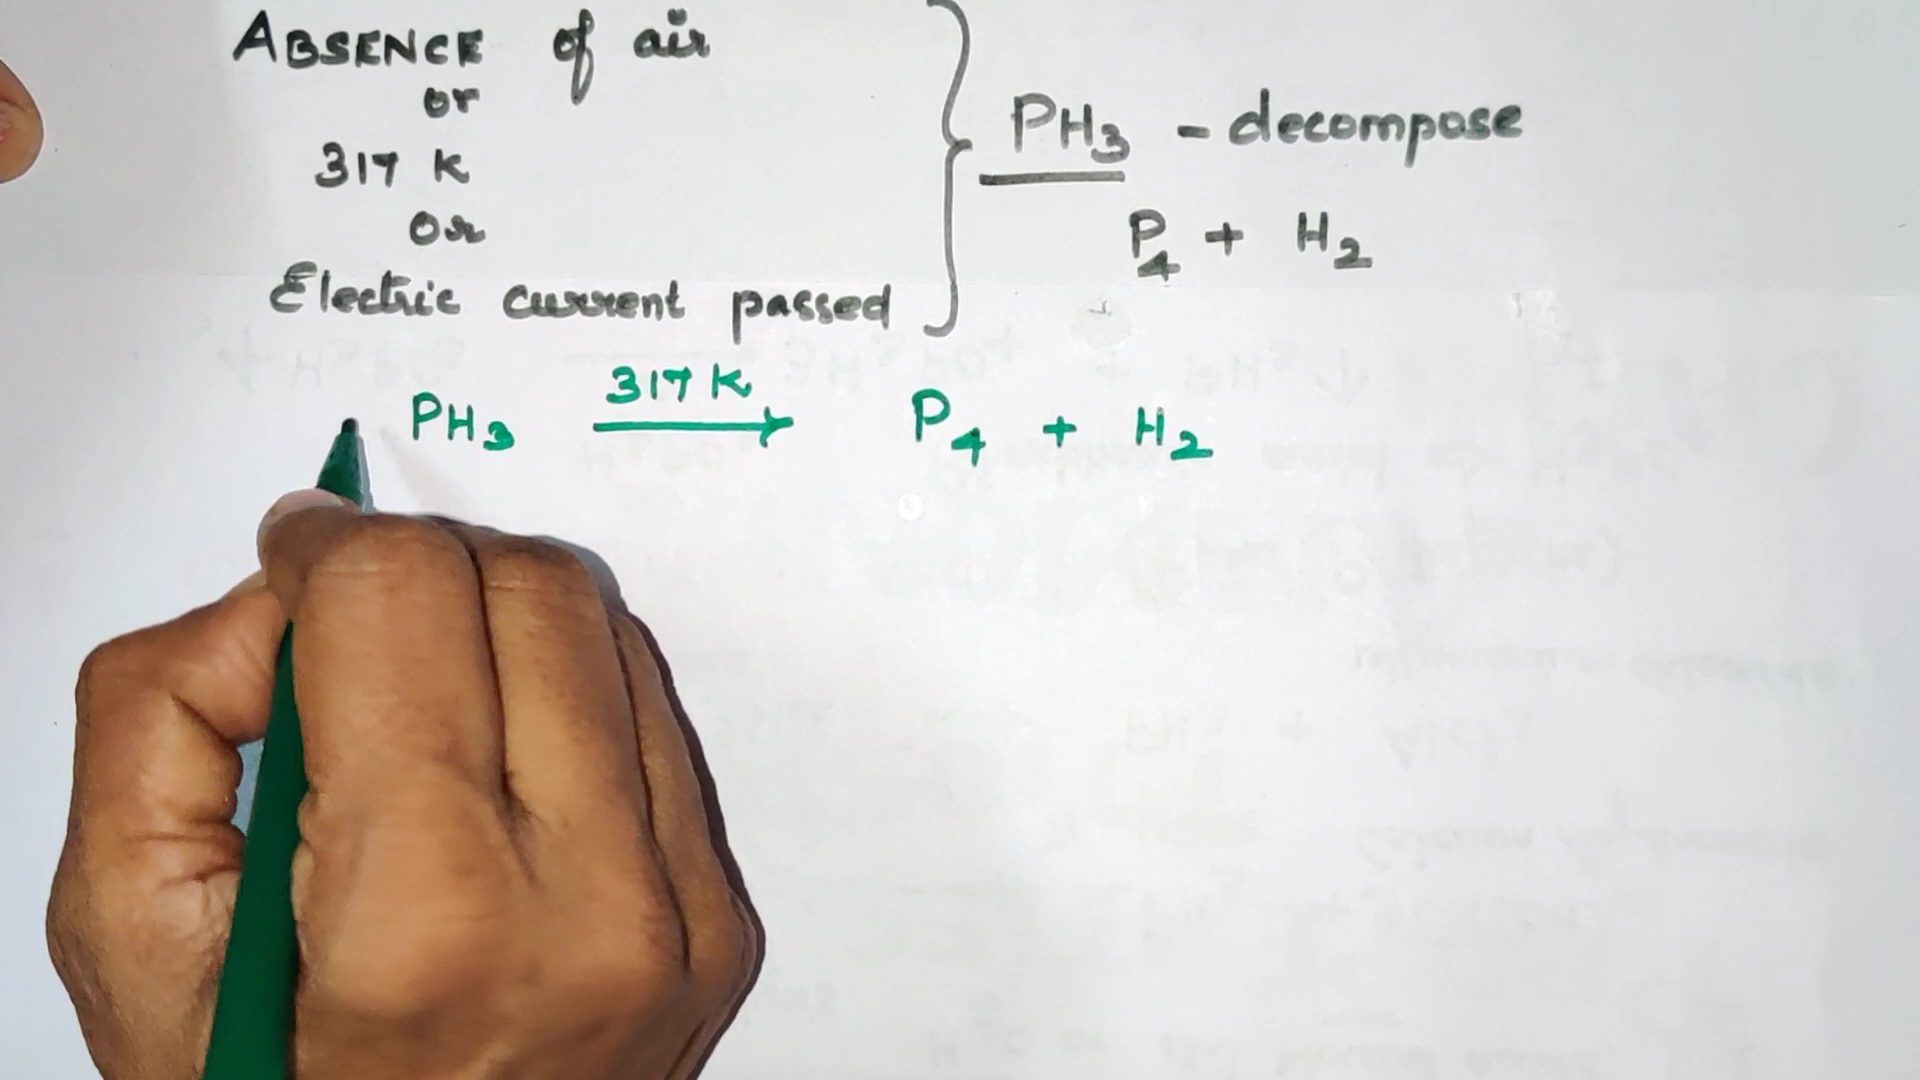 ABSENCE of air
or
317 K
or
Electric current passed
PH₃ - decompose
P₄ + H₂
PH₃ 317 K → P₄ + H₂